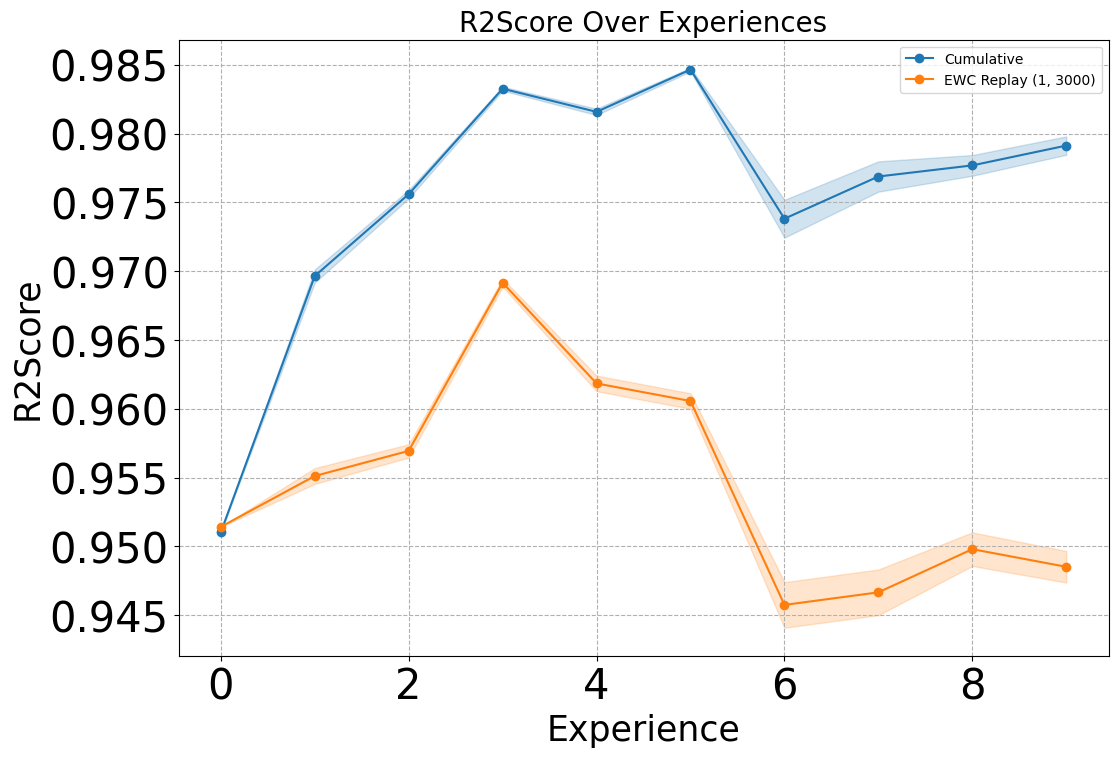 R2Score Over Experiences
Cumulative
EWC Replay (1, 3000)
0.985
0.980
0.975
0.970
0.965
0.960
0.955
0.950
0.945
R2Score
0 2 4 6 8
Experience